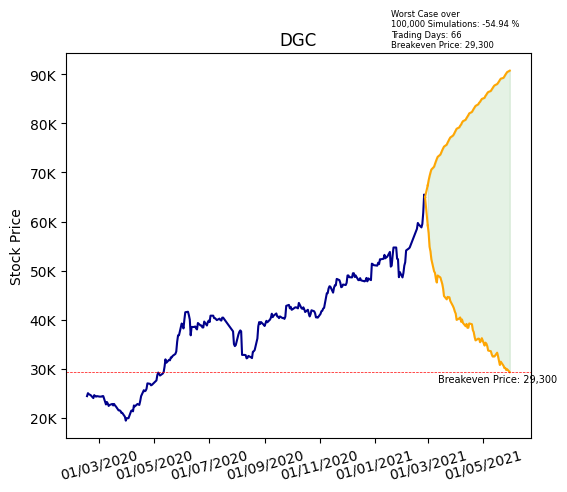 Worst Case over
100,000 Simulations: -54.94 %
Trading Days: 66
Breakeven Price: 29,300
DGC
Stock Price
90K
80K
70K
60K
50K
40K
30K
20K
Breakeven Price: 29,300
01/03/2020
01/05/2020
01/07/2020
01/09/2020
01/11/2020
01/01/2021
01/03/2021
01/05/2021